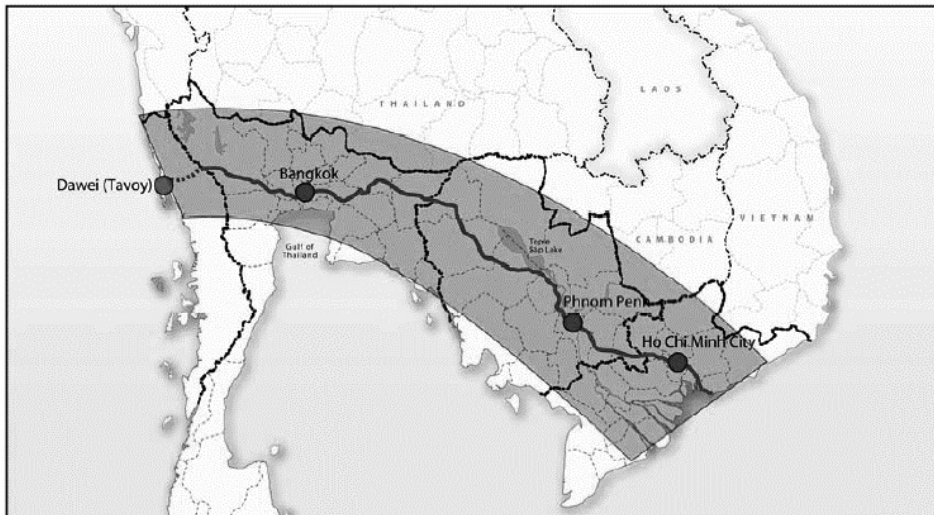 THAILAND
LAOS
Dawei (Tavoy)
Bangkok
Gulf of
Thailand
VIETNAM
CAMBODIA
Tonle
Sap Lake
Phnom Penh
Ho Chi Minh City